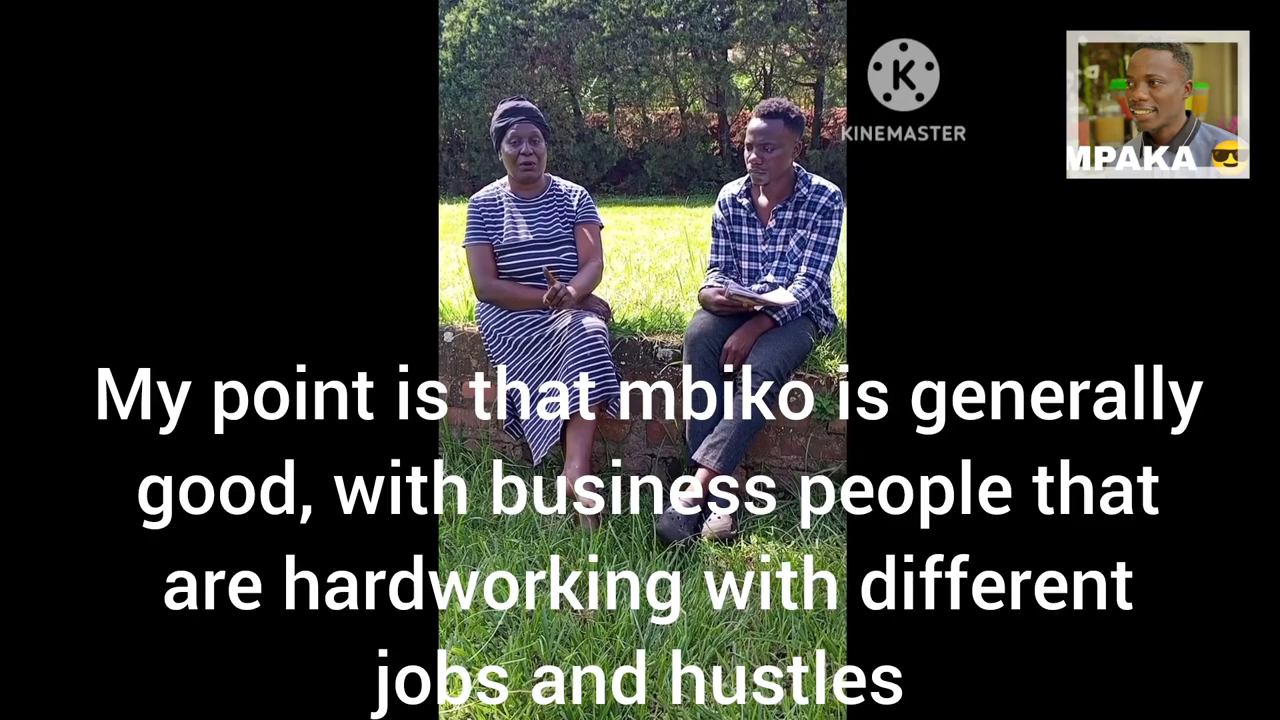 K
KINEMASTER
MPAKA 😎
My point is that mbiko is generally
good, with business people that
are hardworking with different
jobs and hustles